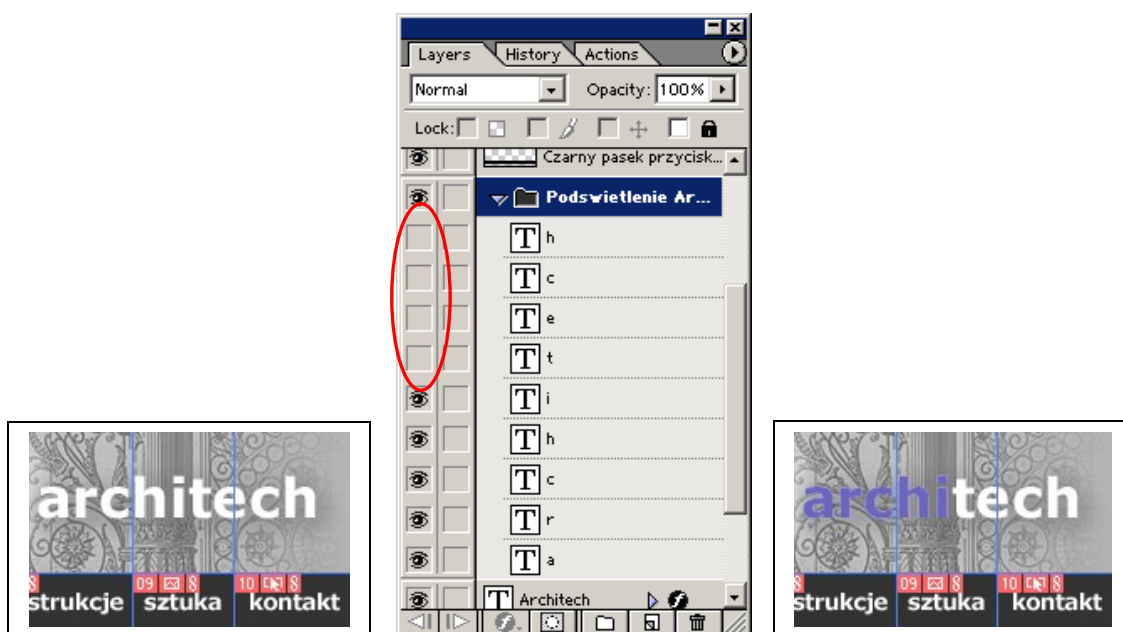 Layers History Actions
Normal Opacity: 100%
Lock:
Czarny pasek przycisk...
Podswietlenie Ar...
T h
T c
T e
T t
T i
T h
T c
T r
T a
T Architech
architech
09 10
strukcje sztuka kontakt
architech
09 10
strukcje sztuka kontakt